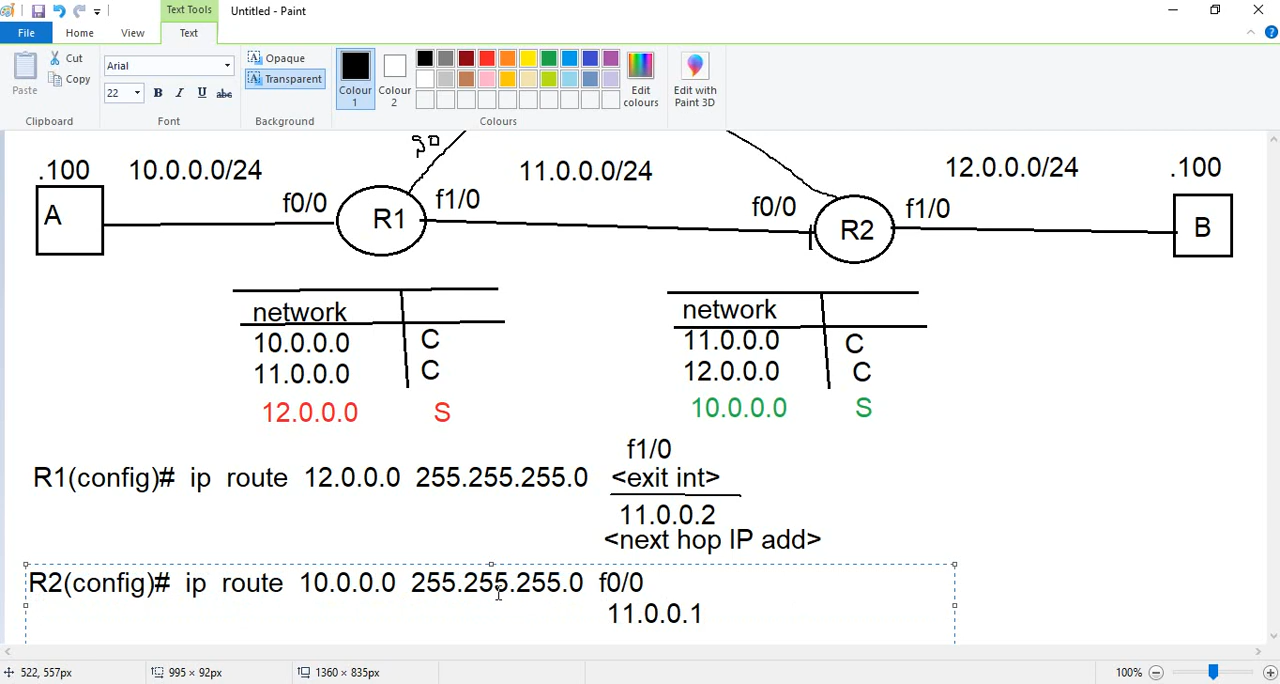 Text Tools
Untitled - Paint
File
Home
View
Text
Paste
Cut
Copy
Clipboard
Arial
22
B I U abc
Font
Opaque
Transparent
Background
Colour 1
Colour 2
Edit colours
Edit with Paint 3D
Colours
.100 10.0.0.0/24
11.0.0.0/24
12.0.0.0/24 .100
A
f0/0
R1
f1/0
f0/0
R2
f1/0
B
network
10.0.0.0 C
11.0.0.0 C
12.0.0.0 S
network
11.0.0.0 C
12.0.0.0 C
10.0.0.0 S
f1/0
R1(config)# ip route 12.0.0.0 255.255.255.0 <exit int>
11.0.0.2
<next hop IP add>
R2(config)# ip route 10.0.0.0 255.255.255.0 f0/0
11.0.0.1
522, 557px
995 × 92px
1360 × 835px
100%